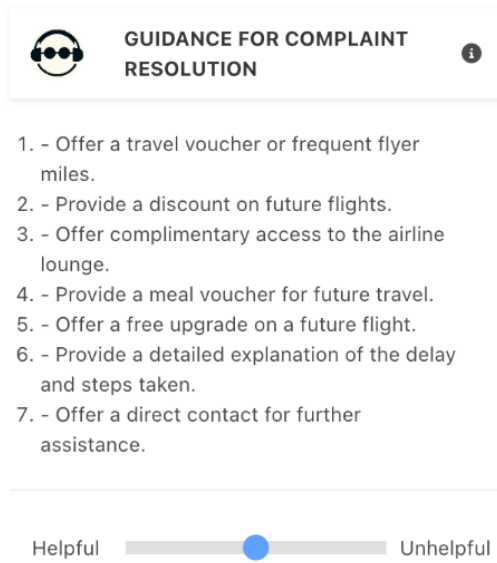 GUIDANCE FOR COMPLAINT
RESOLUTION
1. - Offer a travel voucher or frequent flyer
miles.
2. - Provide a discount on future flights.
3. - Offer complimentary access to the airline
lounge.
4. - Provide a meal voucher for future travel.
5. - Offer a free upgrade on a future flight.
6. - Provide a detailed explanation of the delay
and steps taken.
7. - Offer a direct contact for further
assistance.
Helpful Unhelpful